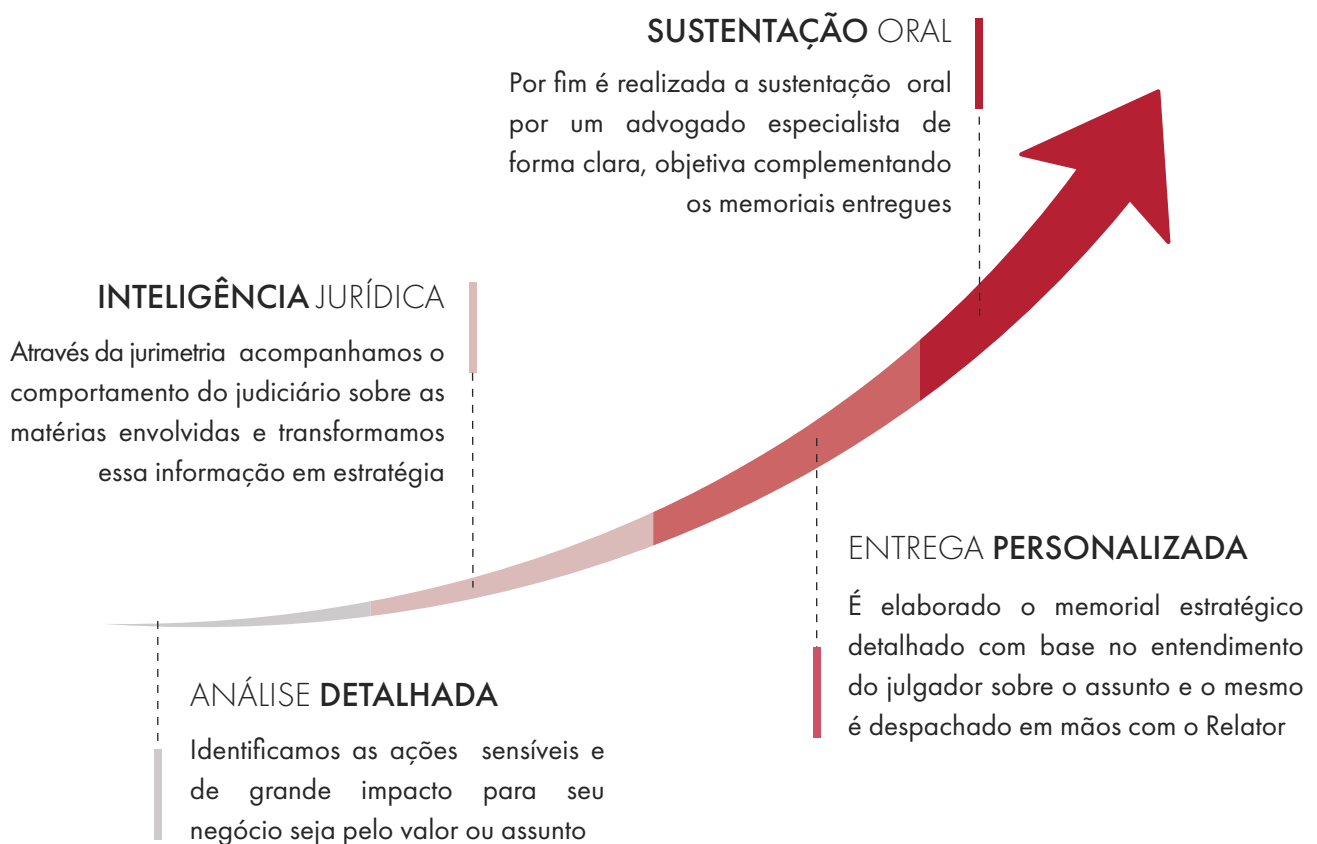 SUSTENTAÇÃO ORAL
Por fim é realizada a sustentação oral
por um advogado especialista de
forma clara, objetiva complementando
os memoriais entregues
INTELIGÊNCIA JURÍDICA
Através da jurimetria acompanhamos o
comportamento do judiciário sobre as
matérias envolvidas e transformamos
essa informação em estratégia
ENTREGA PERSONALIZADA
É elaborado o memorial estratégico
detalhado com base no entendimento
do julgador sobre o assunto e o mesmo
é despachado em mãos com o Relator
ANÁLISE DETALHADA
Identificamos as ações sensíveis e
de grande impacto para seu
negócio seja pelo valor ou assunto